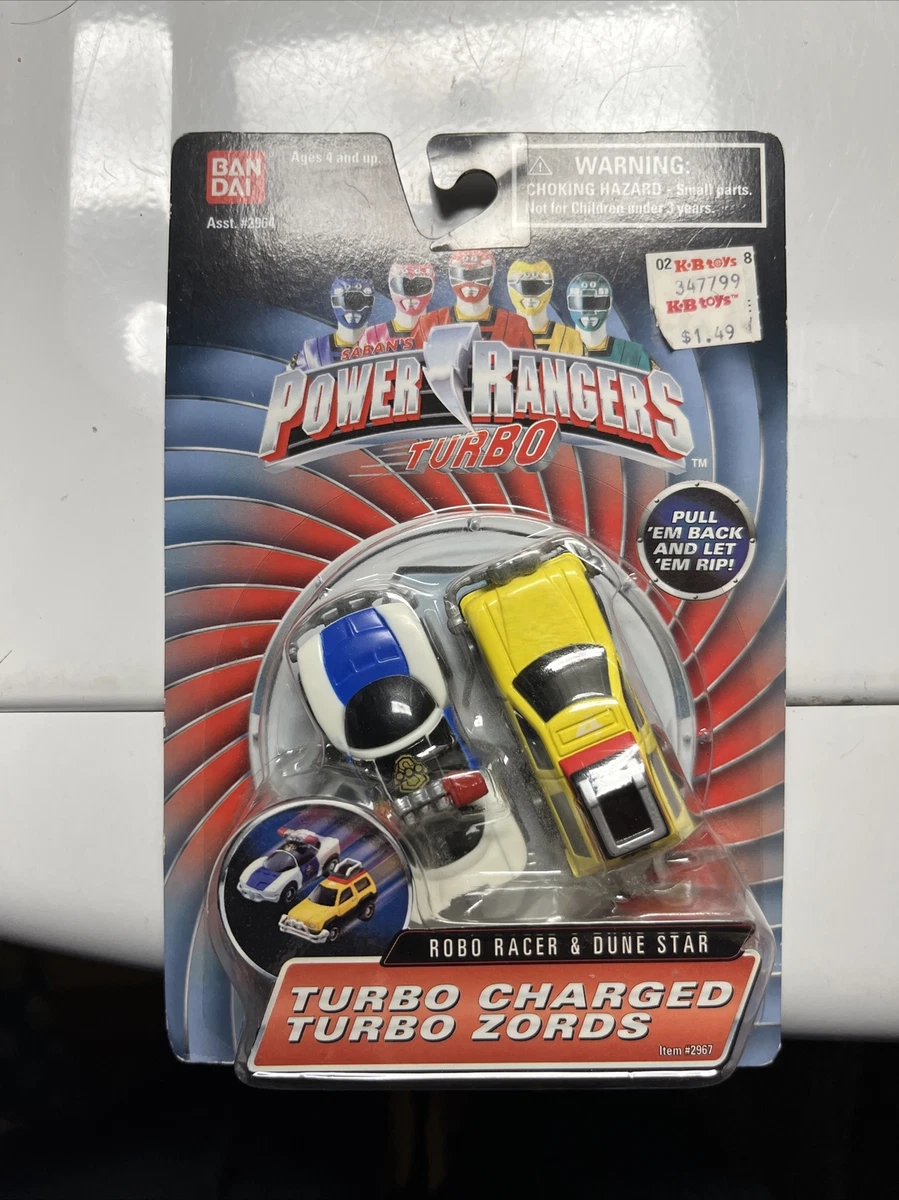 BAN
DAI
Ages 4 and up.
Asst. #2964
WARNING:
CHOKING HAZARD - Small parts.
Not for Children under 3 years.
02 K·B toys 8
347799
K·B toys™
$1.49
SABAN'S
POWER RANGERS
TURBO
TM
PULL
'EM BACK
AND LET
'EM RIP!
ROBO RACER & DUNE STAR
TURBO CHARGED
TURBO ZORDS
Item #2967